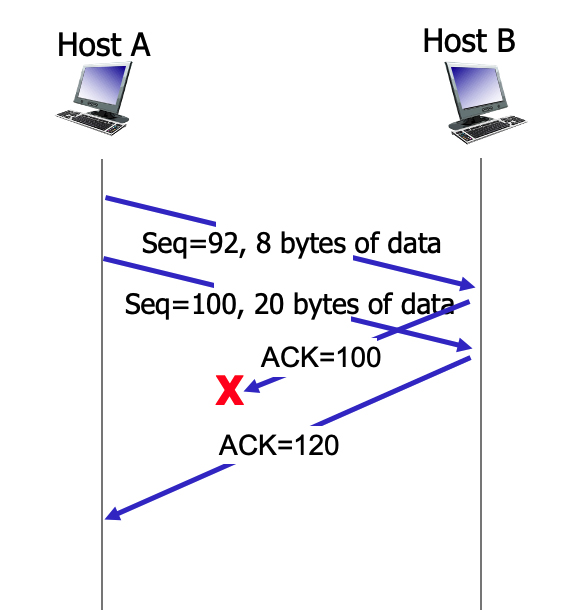 Host A
Host B
Seq=92, 8 bytes of data
Seq=100, 20 bytes of data
ACK=100
X
ACK=120